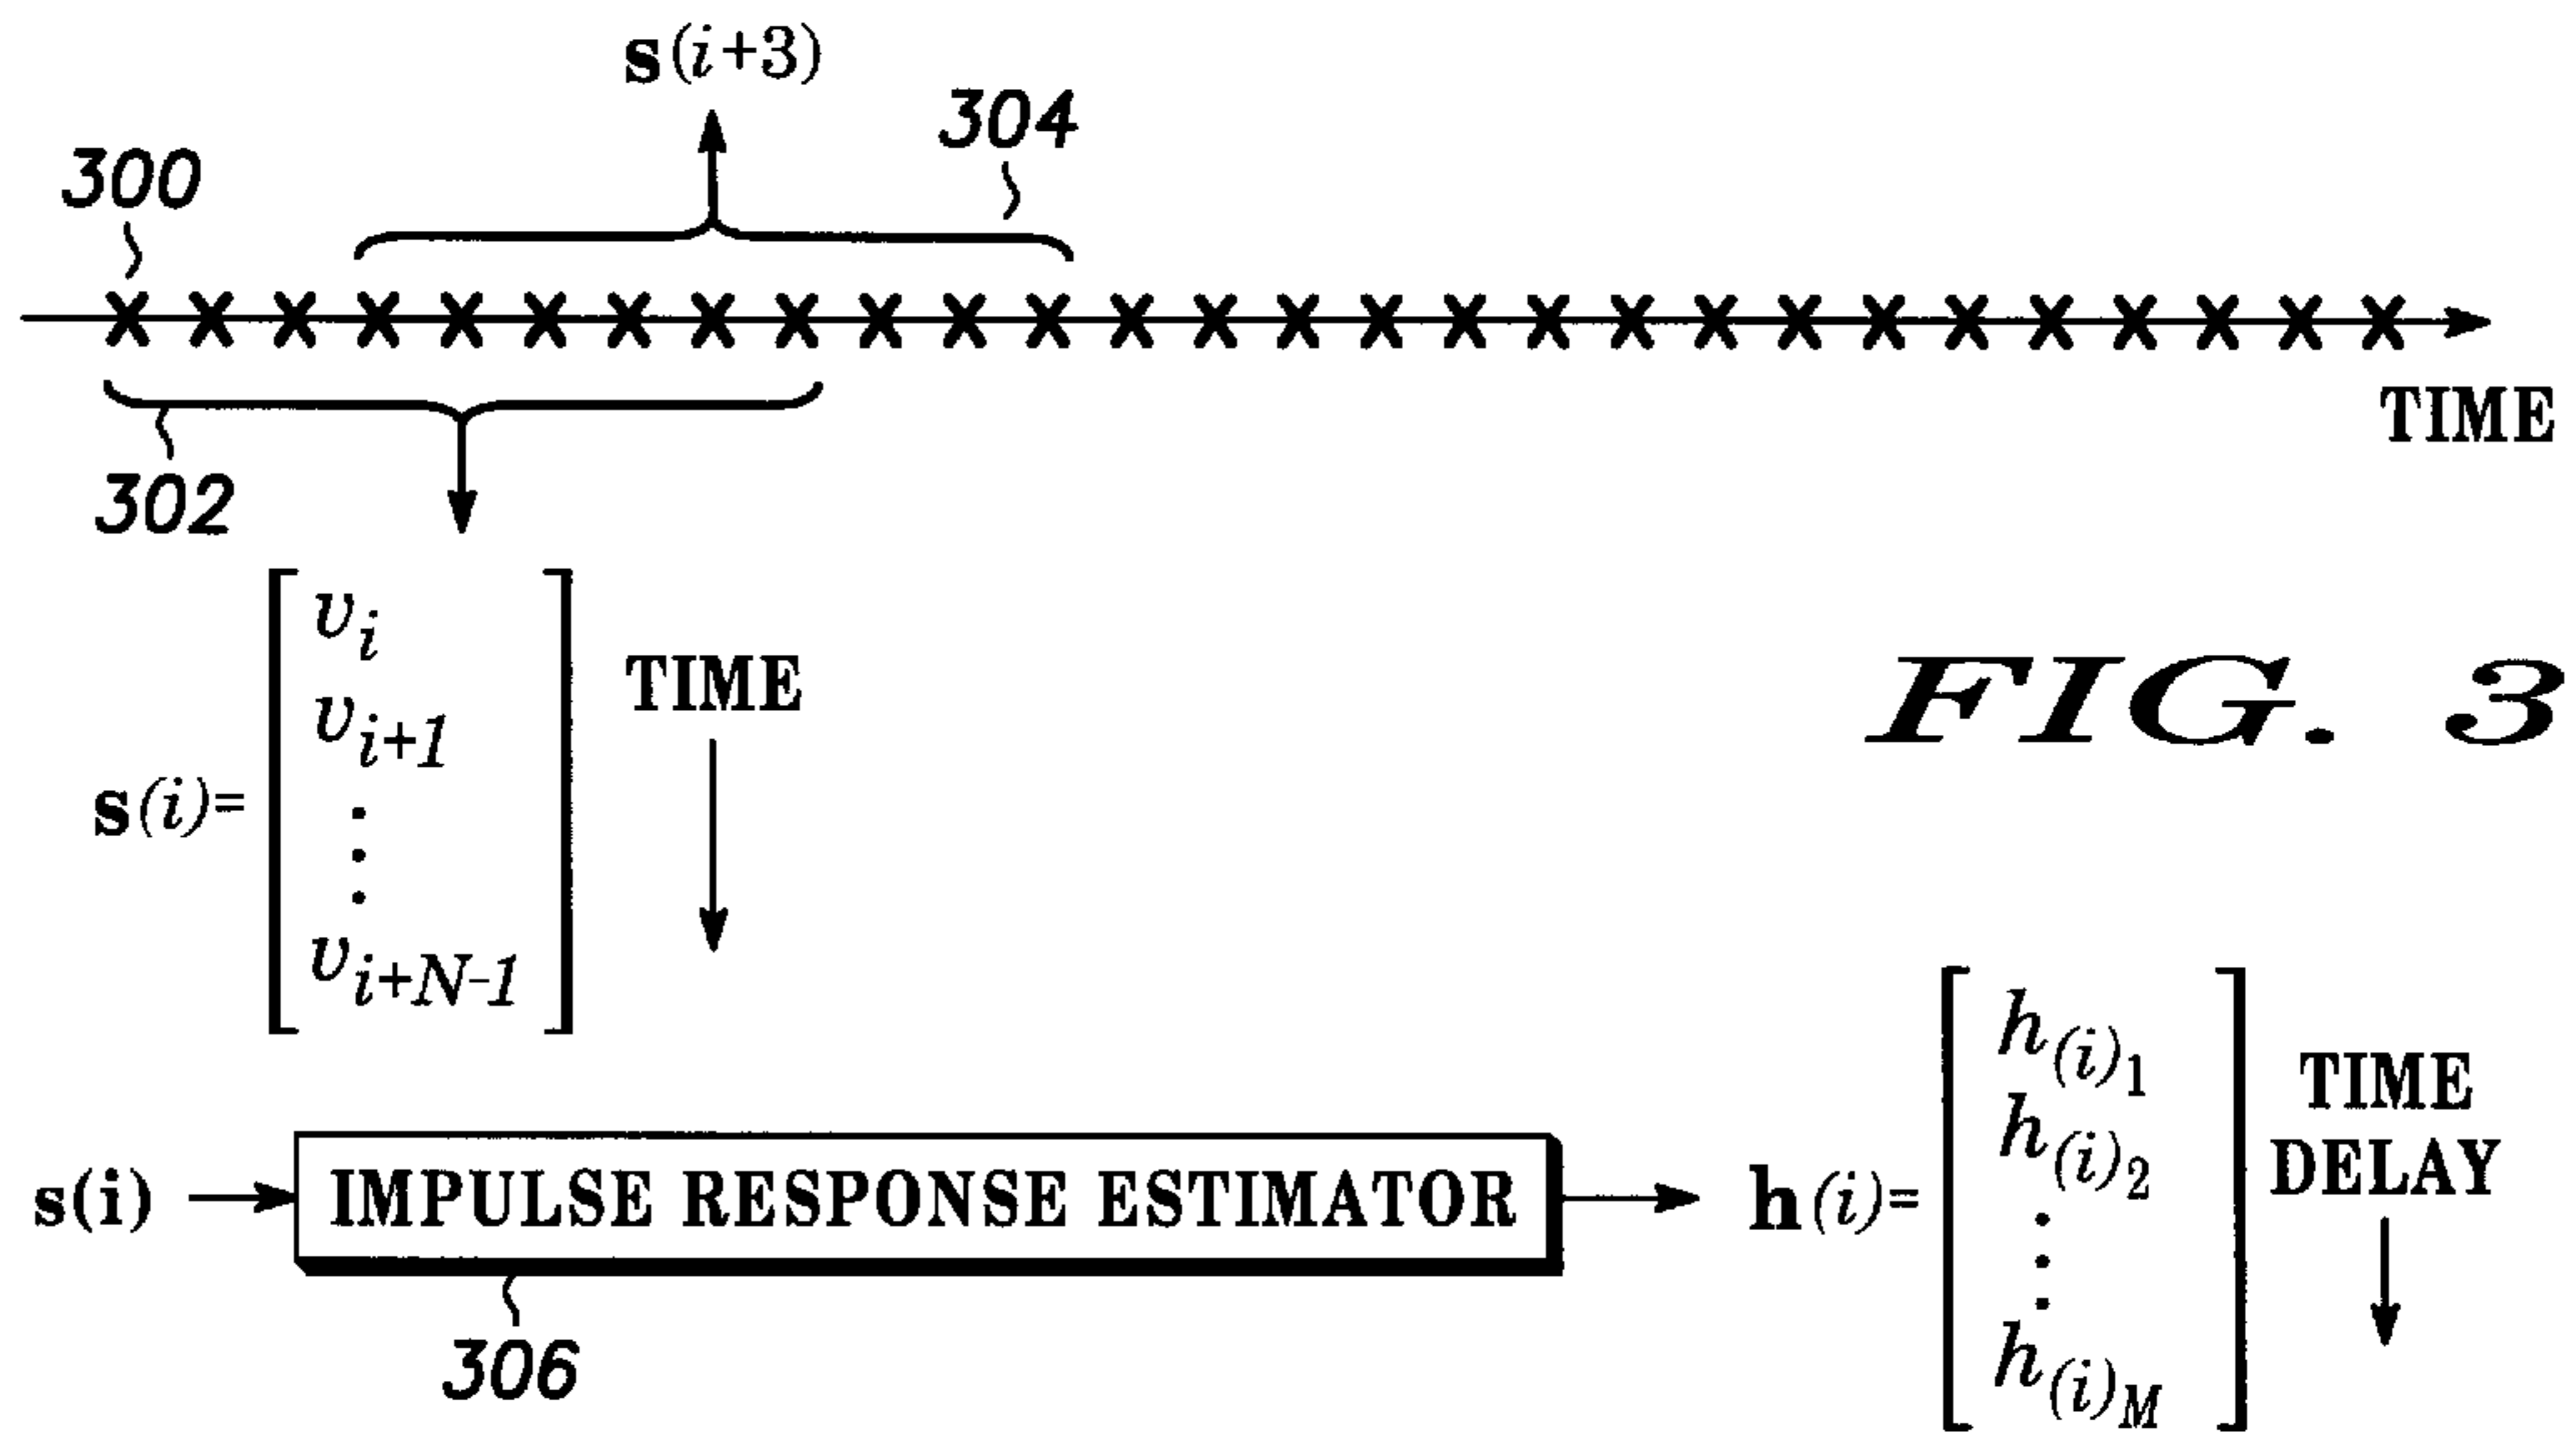 s(i+3)
304
300
X X X X X X X X X X X X X X X X X X X X X X X X X X X X
TIME
302
v_i
v_{i+1}
TIME
FIG. 3
s(i)=
v_{i+N-1}
h_{(i)_1}
TIME
h_{(i)_2}
DELAY
s(i)
IMPULSE RESPONSE ESTIMATOR
h(i)=
306
h_{(i)_M}